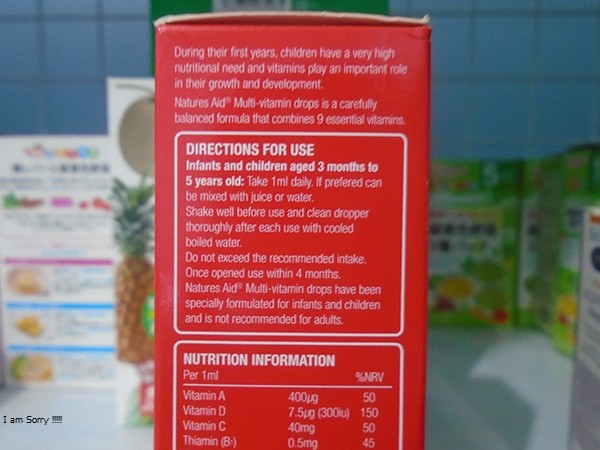 During their first years, children have a very high
nutritional need and vitamins play an important role
in their growth and development.
Natures Aid® Multi-vitamin drops is a carefully
balanced formula that combines 9 essential vitamins.
DIRECTIONS FOR USE
Infants and children aged 3 months to
5 years old: Take 1ml daily. If prefered can
be mixed with juice or water.
Shake well before use and clean dropper
thoroughly after each use with cooled
boiled water.
Do not exceed the recommended intake.
Once opened use within 4 months.
Natures Aid® Multi-vitamin drops have been
specially formulated for infants and children
and is not recommended for adults.
NUTRITION INFORMATION
Per 1ml %NRV
Vitamin A 400µg 50
Vitamin D 7.5µg (300iu) 150
Vitamin C 40mg 50
Thiamin (B1) 0.5mg 45
I am Sorry !!!!!